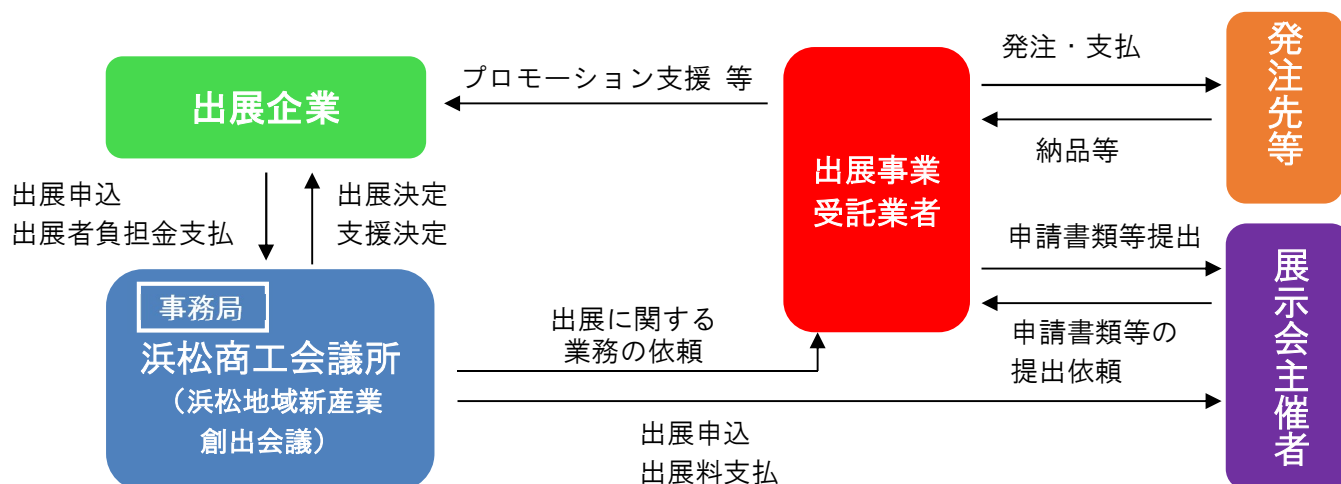 出展企業
プロモーション支援 等
出展事業
受託業者
発注・支払
納品等
発注先等
出展申込
出展者負担金支払
出展決定
支援決定
申請書類等提出
申請書類等の
提出依頼
展示会主催者
事務局
浜松商工会議所
（浜松地域新産業
創出会議）
出展に関する
業務の依頼
出展申込
出展料支払